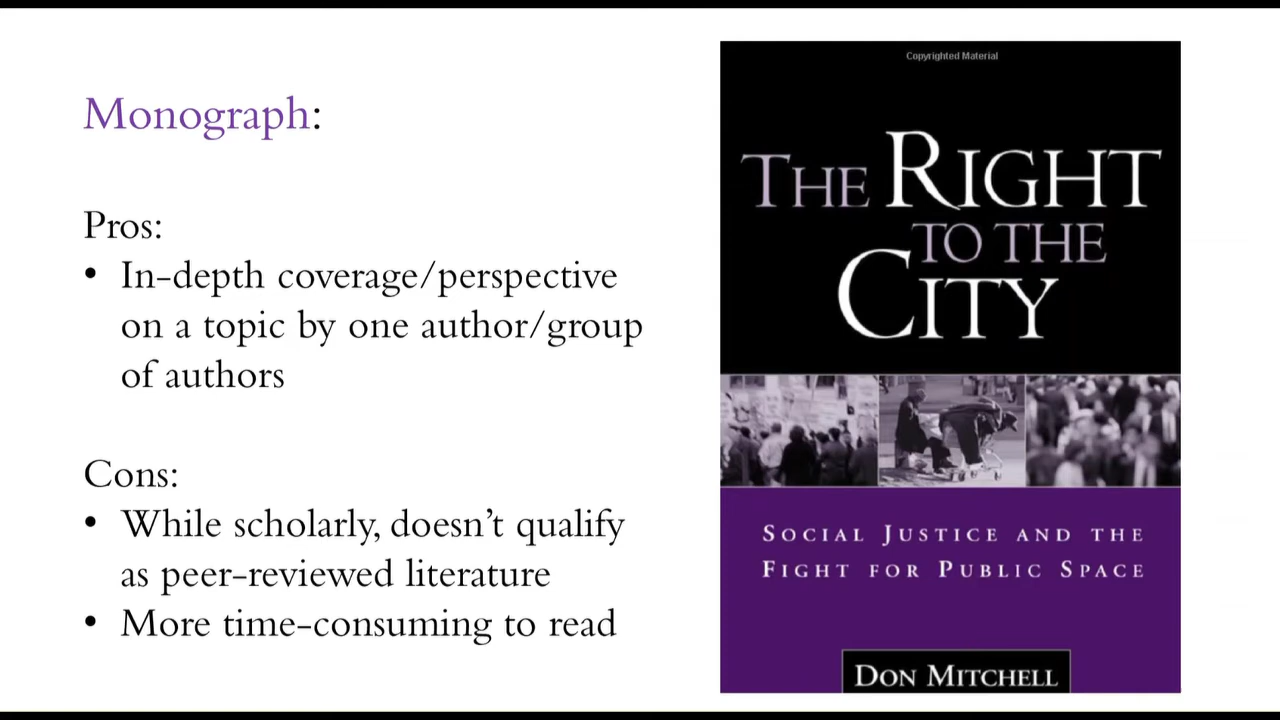 Monograph:
Pros:
• In-depth coverage/perspective
on a topic by one author/group
of authors
Cons:
• While scholarly, doesn't qualify
as peer-reviewed literature
• More time-consuming to read
Copyrighted Material
THE RIGHT
TO THE
CITY
SOCIAL JUSTICE AND THE
FIGHT FOR PUBLIC SPACE
DON MITCHELL